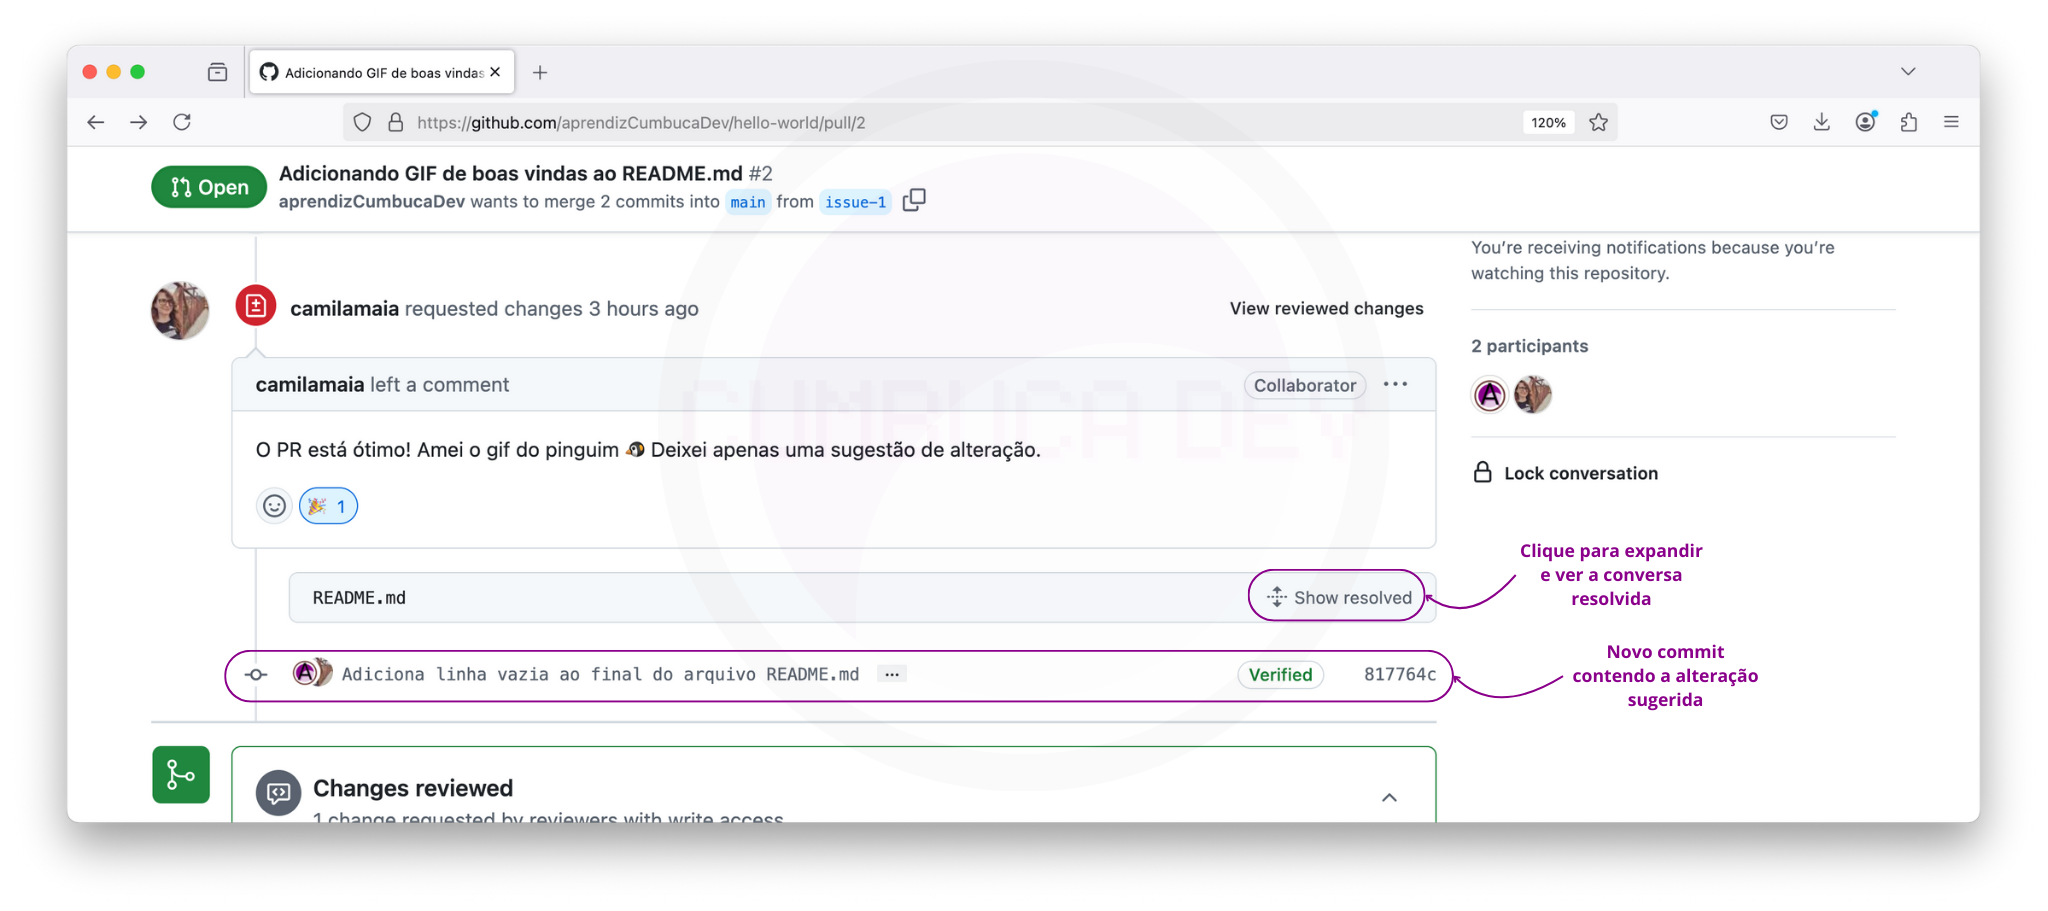 Adicionando GIF de boas vindas
https://github.com/aprendizCumbucaDev/hello-world/pull/2
120%
Open
Adicionando GIF de boas vindas ao README.md #2
aprendizCumbucaDev wants to merge 2 commits into main from issue-1
You're receiving notifications because you're
watching this repository.
camilamaia requested changes 3 hours ago
View reviewed changes
2 participants
camilamaia left a comment
Collaborator
CUMBUCA DEV
O PR está ótimo! Amei o gif do pinguim 🐧 Deixei apenas uma sugestão de alteração.
🎉 1
Lock conversation
Clique para expandir
e ver a conversa
resolvida
README.md
Show resolved
Novo commit
contendo a alteração
sugerida
Adiciona linha vazia ao final do arquivo README.md ...
Verified
817764c
Changes reviewed
1 change requested by reviewers with write access